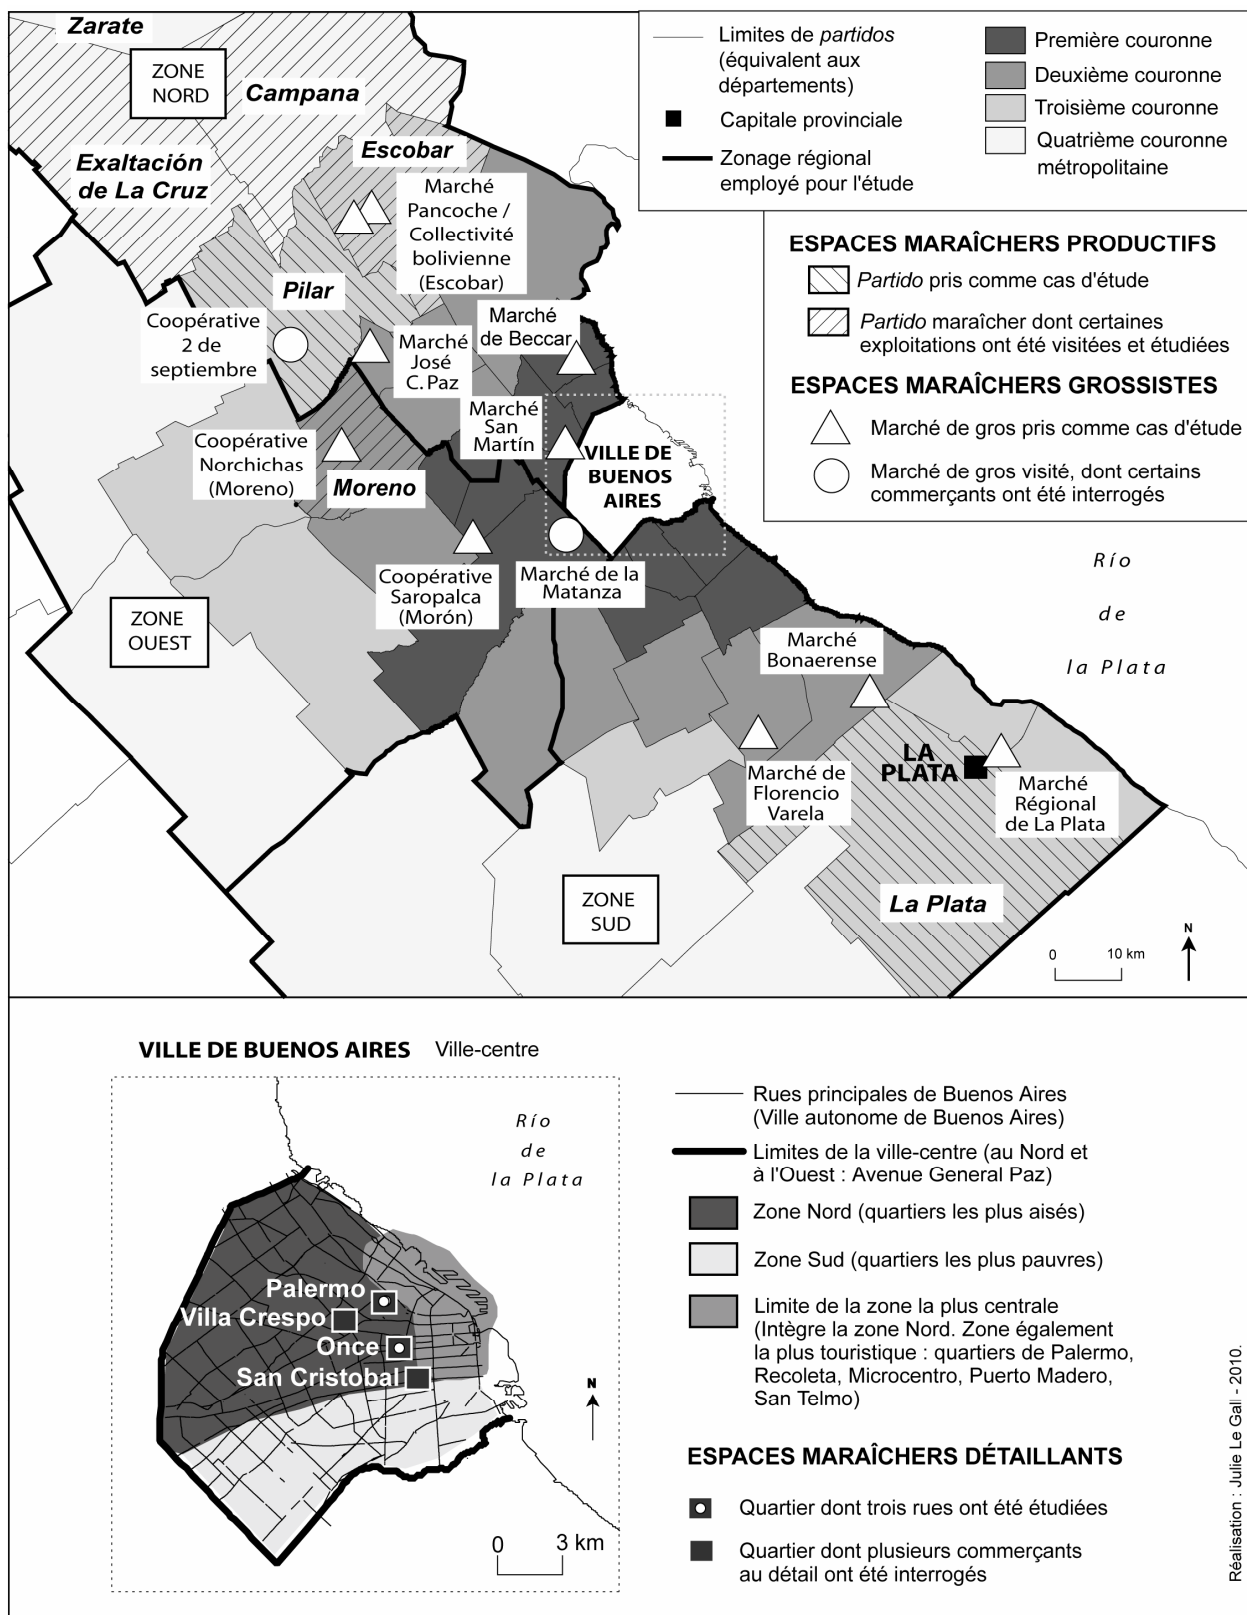 Zarate
ZONE
NORD
Campana
Exaltación
de La Cruz
Escobar
Marché
Pancoche /
Collectivité
bolivienne
(Escobar)
Pilar
Coopérative
2 de
septembre
Marché
José
C. Paz
Marché
de Beccar
Marché
San
Martín
Coopérative
Norchichas
(Moreno)
Moreno
VILLE DE
BUENOS
AIRES
Coopérative
Saropalca
(Morón)
Marché de la
Matanza
ZONE
OUEST
Marché
Bonaerense
LA
PLATA
Marché de
Florencio
Varela
Marché
Régional
de La Plata
La Plata
ZONE
SUD
Río
de
la Plata
0 10 km
N
Limites de partidos
(équivalent aux
départements)
Capitale provinciale
Zonage régional
employé pour l'étude
Première couronne
Deuxième couronne
Troisième couronne
Quatrième couronne
métropolitaine
ESPACES MARAÎCHERS PRODUCTIFS
Partido pris comme cas d'étude
Partido maraîcher dont certaines
exploitations ont été visitées et étudiées
ESPACES MARAÎCHERS GROSSISTES
Marché de gros pris comme cas d'étude
Marché de gros visité, dont certains
commerçants ont été interrogés
VILLE DE BUENOS AIRES Ville-centre
Río
de
la Plata
Palermo
Villa Crespo
Once
San Cristobal
N
0 3 km
Rues principales de Buenos Aires
(Ville autonome de Buenos Aires)
Limites de la ville-centre (au Nord et
à l'Ouest : Avenue General Paz)
Zone Nord (quartiers les plus aisés)
Zone Sud (quartiers les plus pauvres)
Limite de la zone la plus centrale
(Intègre la zone Nord. Zone également
la plus touristique : quartiers de Palermo,
Recoleta, Microcentro, Puerto Madero,
San Telmo)
ESPACES MARAÎCHERS DÉTAILLANTS
Quartier dont trois rues ont été étudiées
Quartier dont plusieurs commerçants
au détail ont été interrogés
Réalisation : Julie Le Gall - 2010.